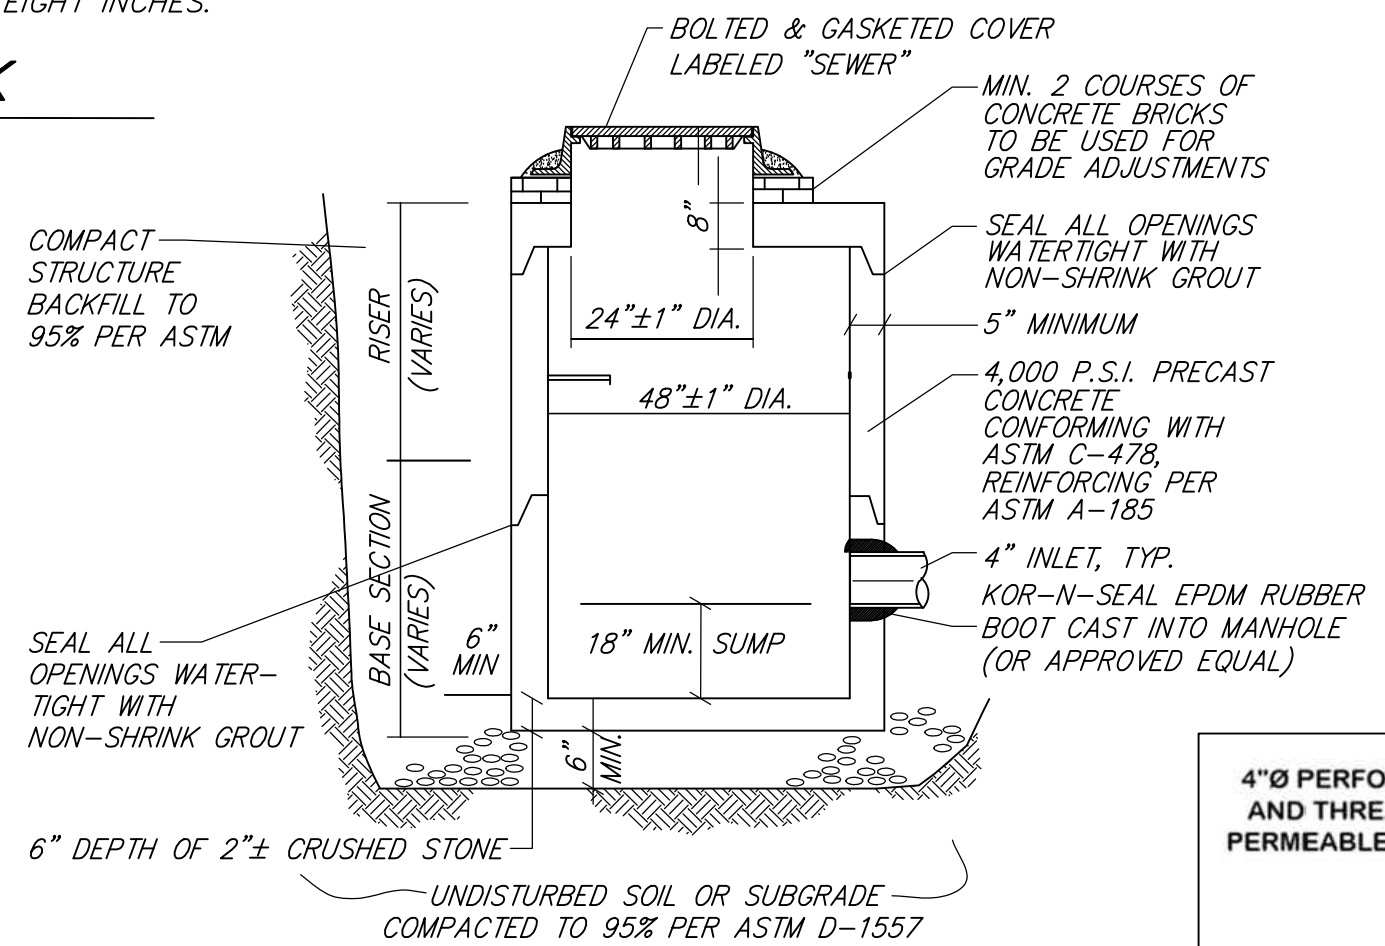 EIGHT INCHES.
K
BOLTED & GASKETED COVER
LABELED "SEWER"
MIN. 2 COURSES OF
CONCRETE BRICKS
TO BE USED FOR
GRADE ADJUSTMENTS
COMPACT
STRUCTURE
BACKFILL TO
95% PER ASTM
RISER
(VARIES)
8"
SEAL ALL OPENINGS
WATERTIGHT WITH
NON-SHRINK GROUT
24"±1" DIA.
5" MINIMUM
48"±1" DIA.
4,000 P.S.I. PRECAST
CONCRETE
CONFORMING WITH
ASTM C-478,
REINFORCING PER
ASTM A-185
BASE SECTION
(VARIES)
4" INLET, TYP.
KOR-N-SEAL EPDM RUBBER
BOOT CAST INTO MANHOLE
(OR APPROVED EQUAL)
6"
MIN
18" MIN. SUMP
SEAL ALL
OPENINGS WATER-
TIGHT WITH
NON-SHRINK GROUT
6"
MIN.
6" DEPTH OF 2"± CRUSHED STONE
UNDISTURBED SOIL OR SUBGRADE
COMPACTED TO 95% PER ASTM D-1557
4"Ø PERFO
AND THRE
PERMEABLE